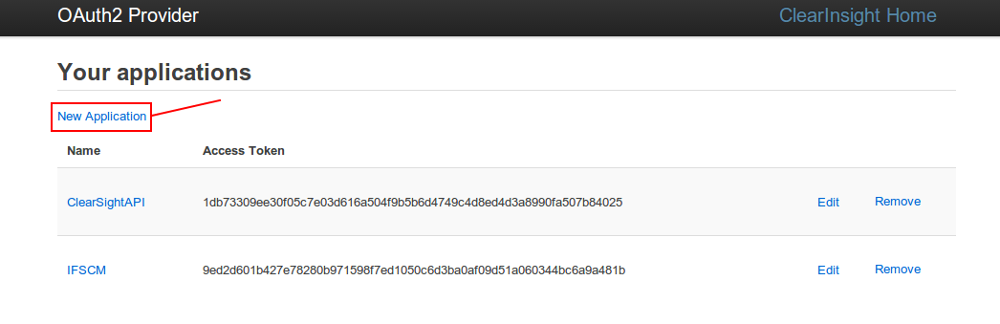 OAuth2 Provider ClearInsight Home
Your applications
New Application
Name Access Token
ClearSightAPI 1db73309ee30f05c7e03d616a504f9b5b6d4749c4d8ed4d3a8990fa507b84025 Edit Remove
IFSCM 9ed2d601b427e78280b971598f7ed1050c6d3ba0af09d51a060344bc6a9a481b Edit Remove